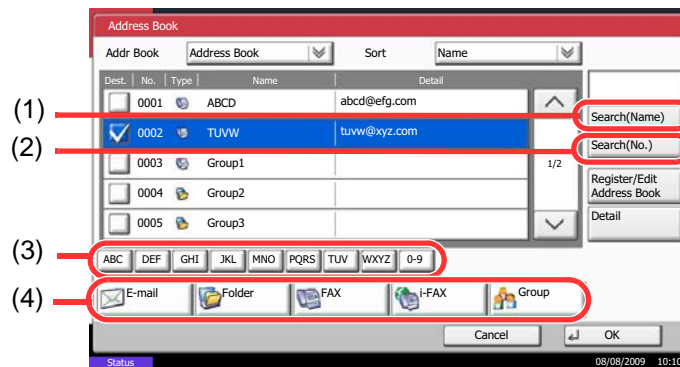 Address Book
Addr Book Address Book Sort Name
Dest. No. Type Name Detail
0001 ABCD abcd@efg.com
(1) Search(Name)
0002 TUVW tuvw@xyz.com
(2) Search(No.)
0003 Group1 1/2
Register/Edit
Address Book
0004 Group2
Detail
0005 Group3
(3) ABC DEF GHI JKL MNO PQRS TUV WXYZ 0-9
(4) E-mail Folder FAX i-FAX Group
Cancel OK
Status 08/08/2009 10:10